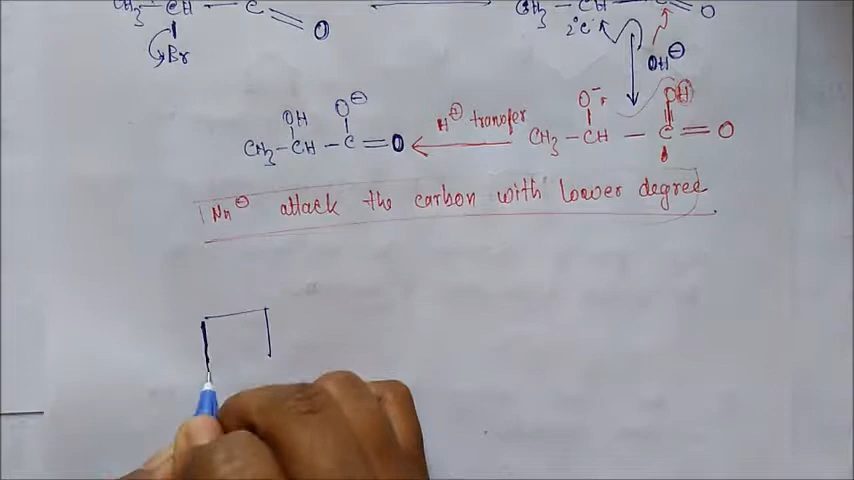 CH3 - CH C = O
Br
CH3 - CH O
2°C
OH⊖
CH3 - CH - C = O
OH O⊖
H⊕ transfer
CH3 - CH - C = O
O- OH
Nu⊖ attack the carbon with lower degree